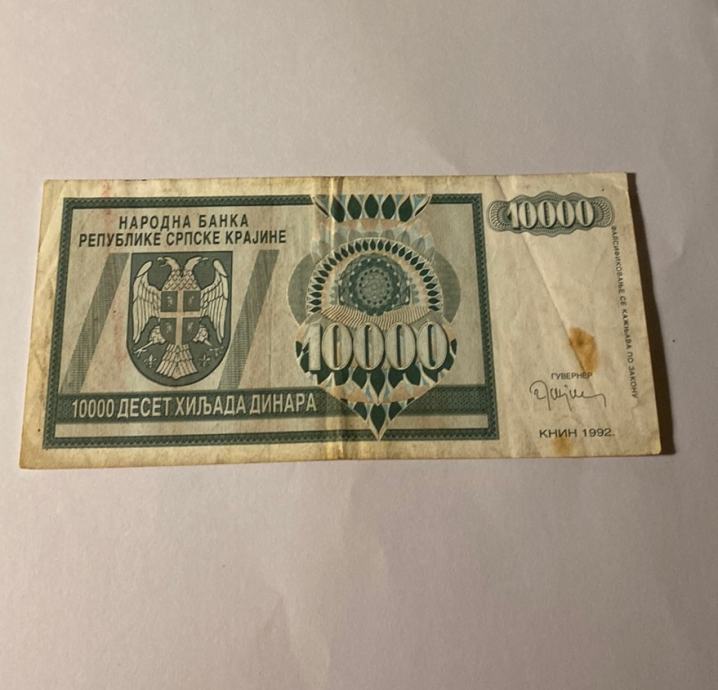 НАРОДНА БАНКА
РЕПУБЛИКЕ СРПСКЕ КРАЈИНЕ
10000
10000
10000 ДЕСЕТ ХИЉАДА ДИНАРА
ГУВЕРНЕР
КНИН 1992.
ФАЛСИФИКОВАЊЕ СЕ КАЖЊАВА ПО ЗАКОНУ